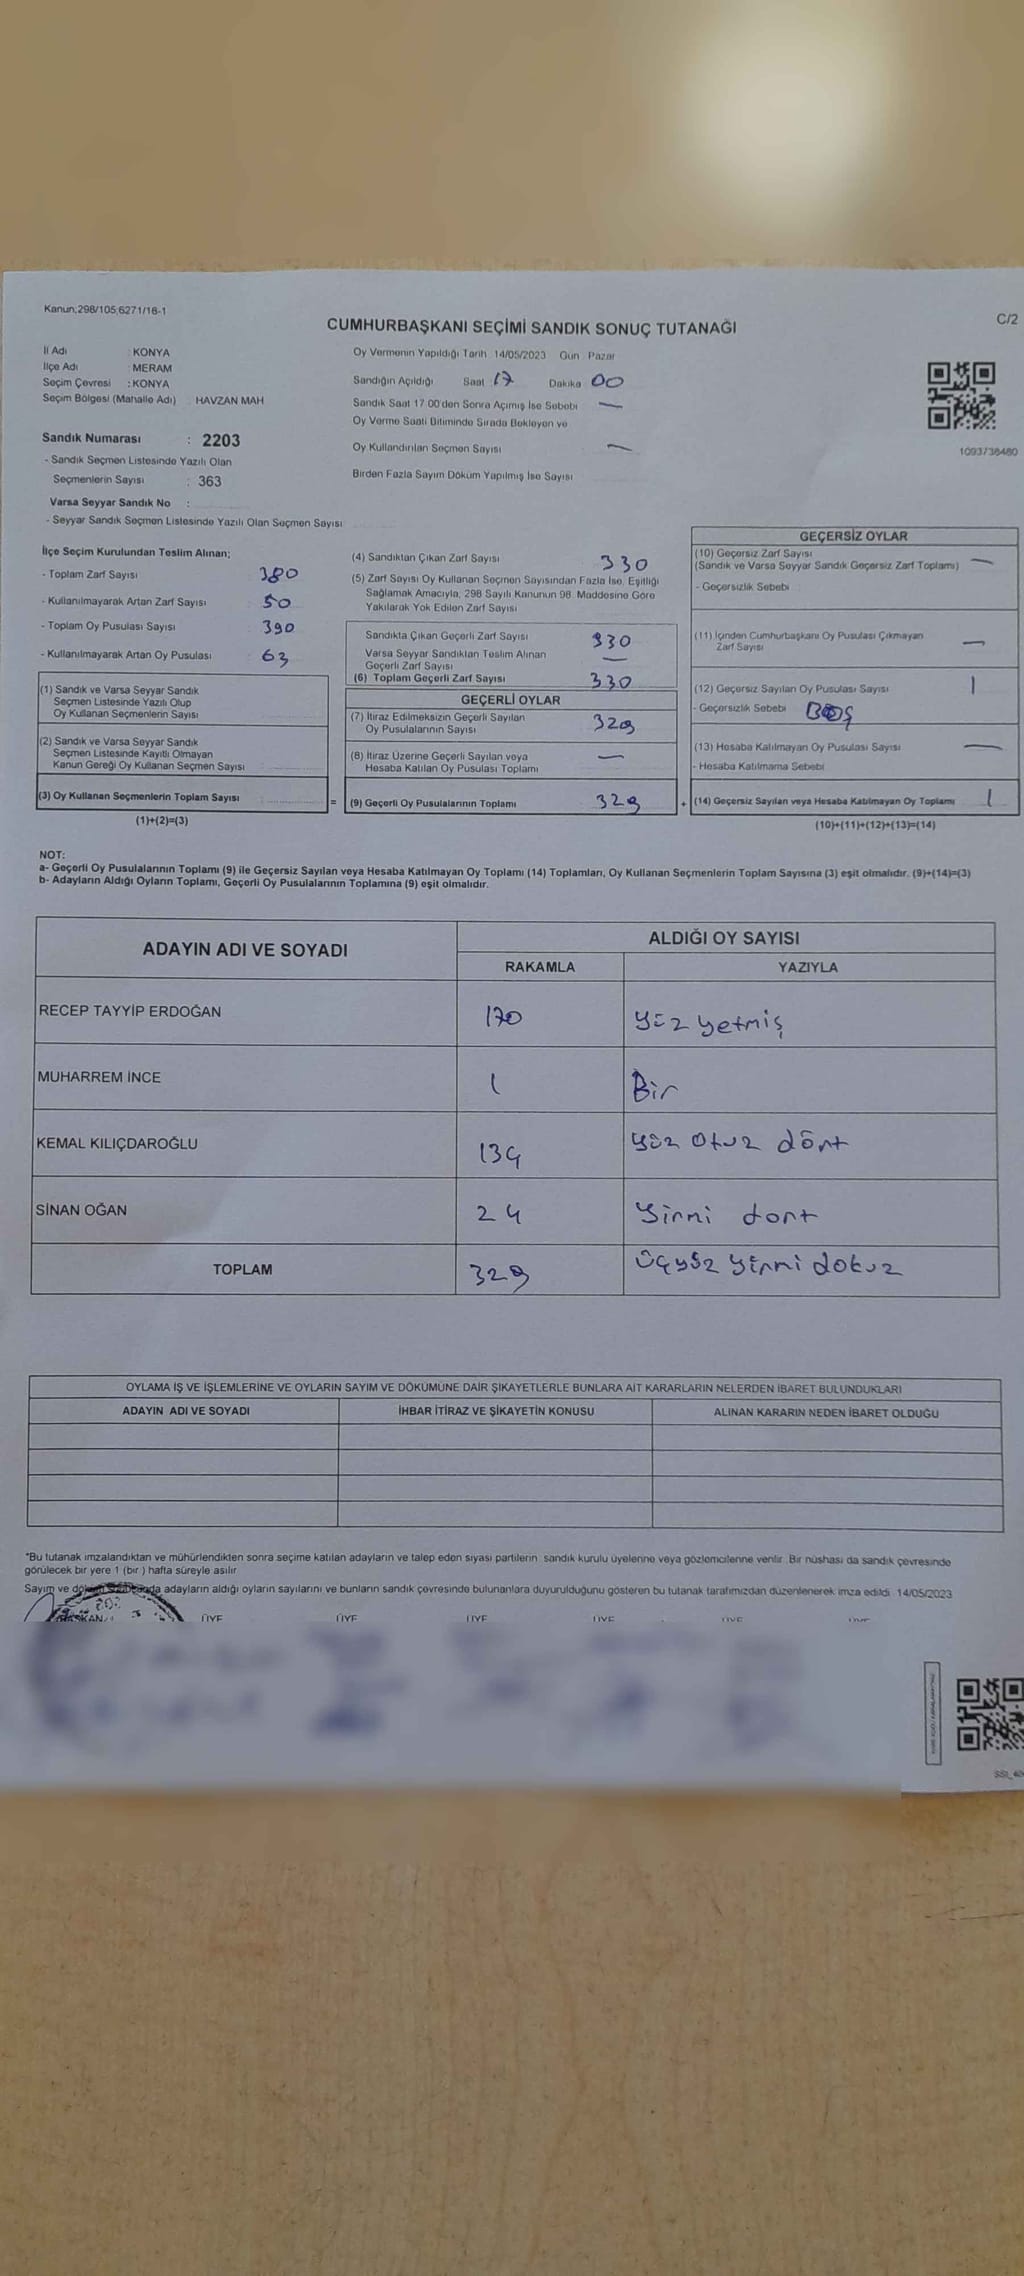 Kanun;298/105,6271/16-1
C/2
CUMHURBAŞKANI SEÇİMİ SANDIK SONUÇ TUTANAĞI
İl Adı : KONYA
İlçe Adı : MERAM
Seçim Çevresi : KONYA
Seçim Bölgesi (Mahalle Adı) : HAVZAN MAH
Sandık Numarası : 2203
- Sandık Seçmen Listesinde Yazılı Olan
Seçmenlerin Sayısı : 363
Varsa Seyyar Sandık No :
- Seyyar Sandık Seçmen Listesinde Yazılı Olan Seçmen Sayısı
Oy Vermenin Yapıldığı Tarih 14/05/2023 Gün Pazar
Sandığın Açıldığı Saat 17 Dakika 00
Sandık Saat 17:00'den Sonra Açımış İse Sebebi —
Oy Verme Saati Bitiminde Sırada Bekleyen ve
Oy Kullandırılan Seçmen Sayısı —
Birden Fazla Sayım Döküm Yapılmış İse Sayısı
1093738480
İlçe Seçim Kurulundan Teslim Alınan;
- Toplam Zarf Sayısı 380
- Kullanılmayarak Artan Zarf Sayısı 50
- Toplam Oy Pusulası Sayısı 390
- Kullanılmayarak Artan Oy Pusulası 63
(1) Sandık ve Varsa Seyyar Sandık
Seçmen Listesinde Yazılı Olup
Oy Kullanan Seçmenlerin Sayısı
(2) Sandık ve Varsa Seyyar Sandık
Seçmen Listesinde Kayıtlı Olmayan
Kanun Gereği Oy Kullanan Seçmen Sayısı
(3) Oy Kullanan Seçmenlerin Toplam Sayısı =
(1)+(2)=(3)
(4) Sandıktan Çıkan Zarf Sayısı 330
(5) Zarf Sayısı Oy Kullanan Seçmen Sayısından Fazla İse, Eşitliği
Sağlamak Amacıyla, 298 Sayılı Kanunun 98. Maddesine Göre
Yakılarak Yok Edilen Zarf Sayısı
Sandıkta Çıkan Geçerli Zarf Sayısı 330
Varsa Seyyar Sandıktan Teslim Alınan
Geçerli Zarf Sayısı —
(6) Toplam Geçerli Zarf Sayısı 330
GEÇERLİ OYLAR
(7) İtiraz Edilmeksizin Geçerli Sayılan
Oy Pusulalarının Sayısı 329
(8) İtiraz Üzerine Geçerli Sayılan veya
Hesaba Katılan Oy Pusulası Toplamı —
(9) Geçerli Oy Pusulalarının Toplamı 329 +
GEÇERSİZ OYLAR
(10) Geçersiz Zarf Sayısı
(Sandık ve Varsa Seyyar Sandık Geçersiz Zarf Toplamı) —
- Geçersizlik Sebebi
(11) İçinden Cumhurbaşkanı Oy Pusulası Çıkmayan
Zarf Sayısı —
(12) Geçersiz Sayılan Oy Pusulası Sayısı 1
- Geçersizlik Sebebi BOŞ
(13) Hesaba Katılmayan Oy Pusulası Sayısı —
- Hesaba Katılmama Sebebi
(14) Geçersiz Sayılan veya Hesaba Katılmayan Oy Toplamı 1
(10)+(11)+(12)+(13)=(14)
NOT:
a- Geçerli Oy Pusulalarının Toplamı (9) ile Geçersiz Sayılan veya Hesaba Katılmayan Oy Toplamı (14) Toplamları, Oy Kullanan Seçmenlerin Toplam Sayısına (3) eşit olmalıdır. (9)+(14)=(3)
b- Adayların Aldığı Oyların Toplamı, Geçerli Oy Pusulalarının Toplamına (9) eşit olmalıdır.
ADAYIN ADI VE SOYADI
ALDIĞI OY SAYISI
RAKAMLA YAZIYLA
RECEP TAYYİP ERDOĞAN 170 yüz yetmiş
MUHARREM İNCE 1 Bir
KEMAL KILIÇDAROĞLU 134 yüz otuz dört
SİNAN OĞAN 24 Yirmi dört
TOPLAM 329 Üçyüz yirmi dokuz
OYLAMA İŞ VE İŞLEMLERİNE VE OYLARIN SAYIM VE DÖKÜMÜNE DAİR ŞİKAYETLERLE BUNLARA AİT KARARLARIN NELERDEN İBARET BULUNDUKLARI
ADAYIN ADI VE SOYADI İHBAR İTİRAZ VE ŞİKAYETİN KONUSU ALINAN KARARIN NEDEN İBARET OLDUĞU
*Bu tutanak imzalandıktan ve mühürlendikten sonra seçime katılan adayların ve talep eden siyasi partilerin sandık kurulu üyelerine veya gözlemcilerine verilir. Bir nüshası da sandık çevresinde
görülecek bir yere 1 (bir) hafta süreyle asılır
Sayım ve adayların aldığı oyların sayılarını ve bunların sandık çevresinde bulunanlara duyurulduğunu gösteren bu tutanak tarafımızdan düzenlenerek imza edildi. 14/05/2023
BAŞKAN ÜYE ÜYE ÜYE ÜYE ÜYE